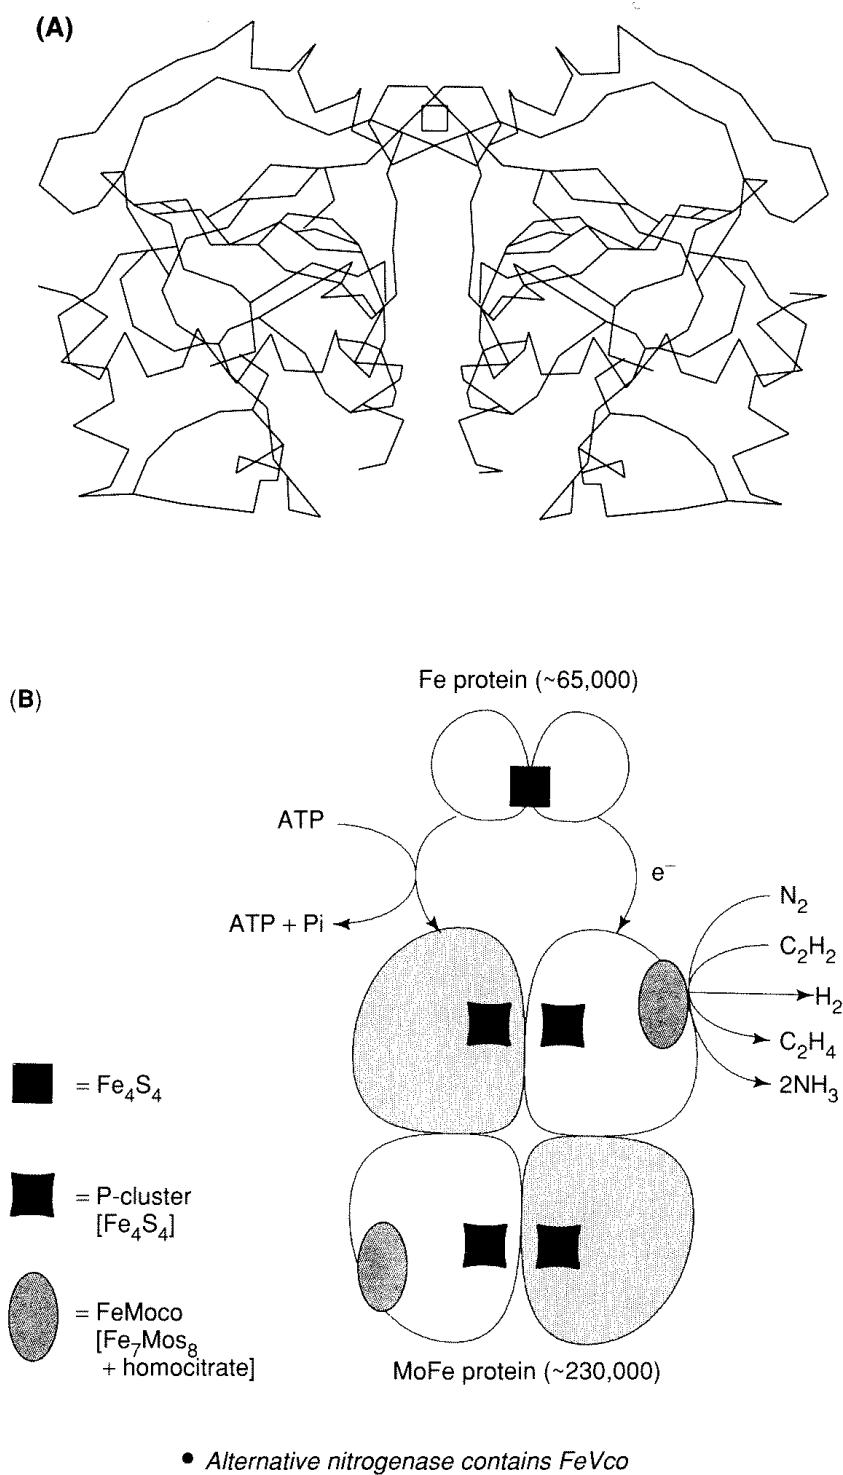 (A)
(B)
Fe protein (~65,000)
ATP
e⁻
N₂
ATP + Pi
C₂H₂
H₂
C₂H₄
2NH₃
= Fe₄S₄
= P-cluster
[Fe₄S₄]
= FeMoco
[Fe₇Mos₈
+ homocitrate]
MoFe protein (~230,000)
• Alternative nitrogenase contains FeVco